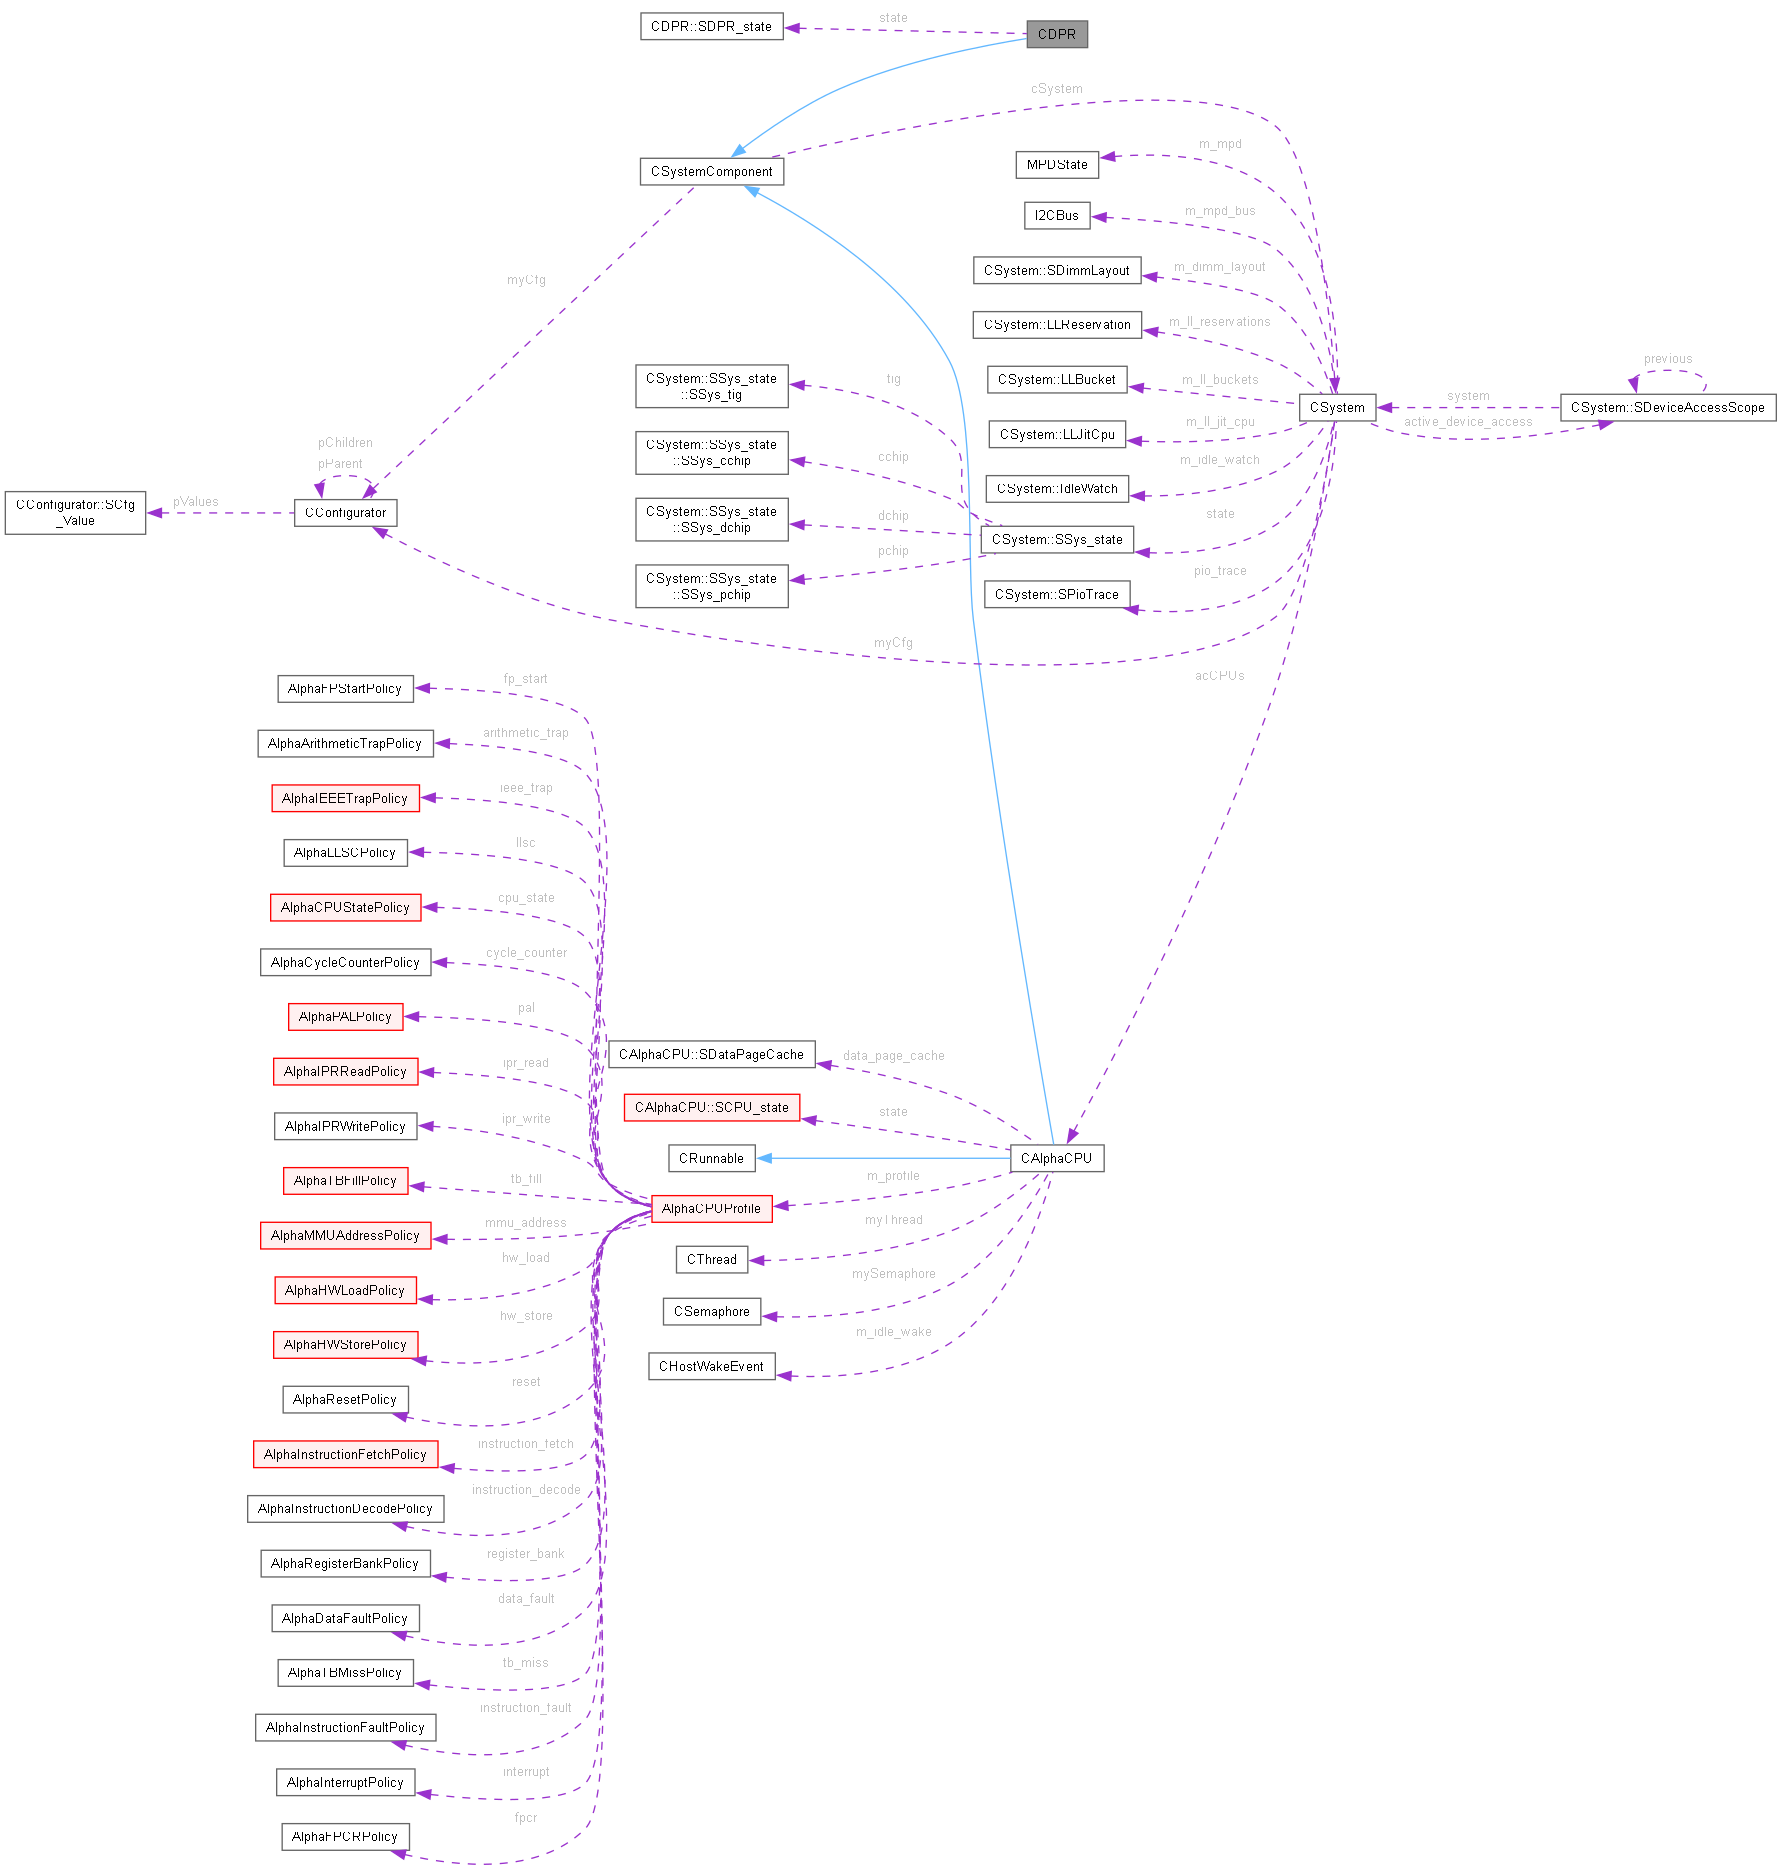 CDPR::SDPR_state
state
CDPR
cSystem
CSystemComponent
m_mpd
MPDState
m_mpd_bus
I2CBus
m_dimm_layout
CSystem::SDimmLayout
myCfg
m_ll_reservations
CSystem::LLReservation
previous
CSystem::SSys_state
::SSys_tig
tig
m_ll_buckets
CSystem::LLBucket
CSystem
system
active_device_access
CSystem::SDeviceAccessScope
m_ll_jit_cpu
CSystem::LLJitCpu
CSystem::SSys_state
::SSys_cchip
cchip
pChildren
pParent
m_idle_watch
CSystem::IdleWatch
CConfigurator::SCfg
_Value
pValues
CConfigurator
CSystem::SSys_state
::SSys_dchip
dchip
state
CSystem::SSys_state
pchip
CSystem::SSys_state
::SSys_pchip
pio_trace
CSystem::SPioTrace
myCfg
acCPUs
fp_start
AlphaFPStartPolicy
arithmetic_trap
AlphaArithmeticTrapPolicy
ieee_trap
AlphaIEEETrapPolicy
llsc
AlphaLLSCPolicy
cpu_state
AlphaCPUStatePolicy
cycle_counter
AlphaCycleCounterPolicy
pal
AlphaPALPolicy
CAlphaCPU::SDataPageCache
data_page_cache
ipr_read
AlphaIPRReadPolicy
CAlphaCPU::SCPU_state
state
ipr_write
AlphaIPRWritePolicy
CRunnable
CAlphaCPU
tb_fill
AlphaTBFillPolicy
m_profile
AlphaCPUProfile
mmu_address
AlphaMMUAddressPolicy
myThread
CThread
hw_load
AlphaHWLoadPolicy
mySemaphore
CSemaphore
hw_store
AlphaHWStorePolicy
m_idle_wake
CHostWakeEvent
reset
AlphaResetPolicy
instruction_fetch
AlphaInstructionFetchPolicy
instruction_decode
AlphaInstructionDecodePolicy
register_bank
AlphaRegisterBankPolicy
data_fault
AlphaDataFaultPolicy
tb_miss
AlphaTBMissPolicy
instruction_fault
AlphaInstructionFaultPolicy
interrupt
AlphaInterruptPolicy
fpcr
AlphaFPCRPolicy